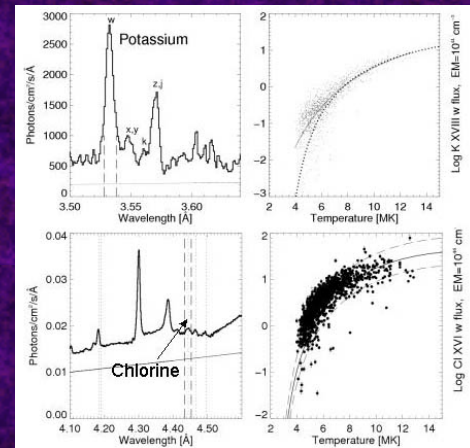 Potassium
w
x,y
k
z,j
3000
2500
2000
1500
1000
500
0
Photons/cm²/s/Å
3.50 3.55 3.60
Wavelength [Å]
2
1
0
-1
-2
-3
2 4 6 8 10 12 14
Temperature [MK]
Log K XVIII w flux, EM=10⁴⁸ cm⁻³
0.04
0.03
0.02
0.01
0.00
Photons/cm²/s/Å
Chlorine
4.10 4.20 4.30 4.40 4.50
Wavelength [Å]
2
1
0
-1
-2
2 4 6 8 10 12 14
Temperature [MK]
Log Cl XVI w flux, EM=10⁴⁸ cm